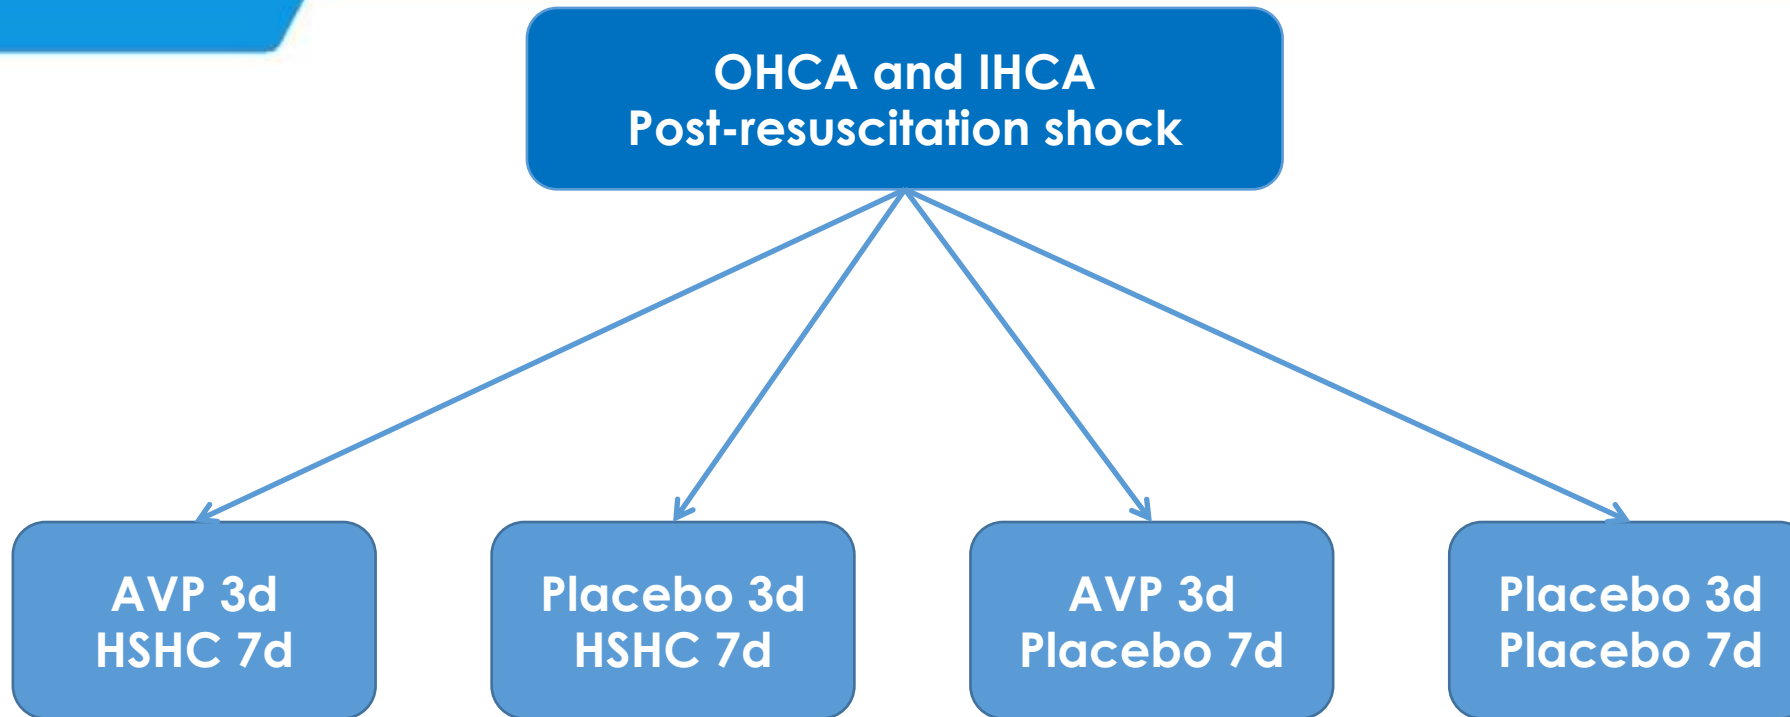 OHCA and IHCA
Post-resuscitation shock
AVP 3d
HSHC 7d
Placebo 3d
HSHC 7d
AVP 3d
Placebo 7d
Placebo 3d
Placebo 7d